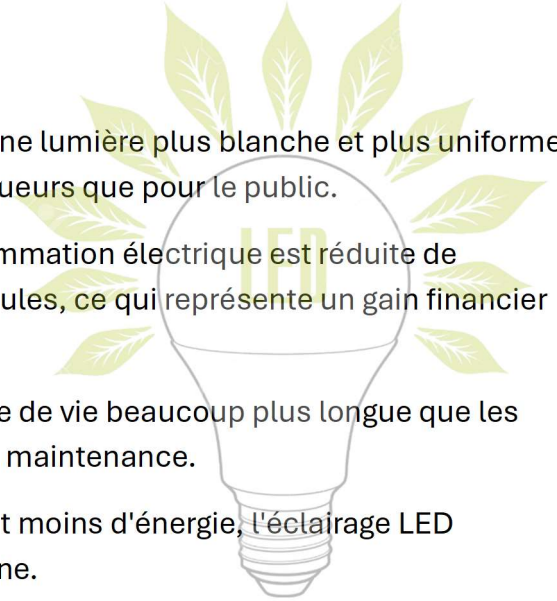 ne lumière plus blanche et plus uniforme
ueurs que pour le public.
LED
mmation électrique est réduite de
ules, ce qui représente un gain financier
e de vie beaucoup plus longue que les
maintenance.
t moins d'énergie, l'éclairage LED
ne.